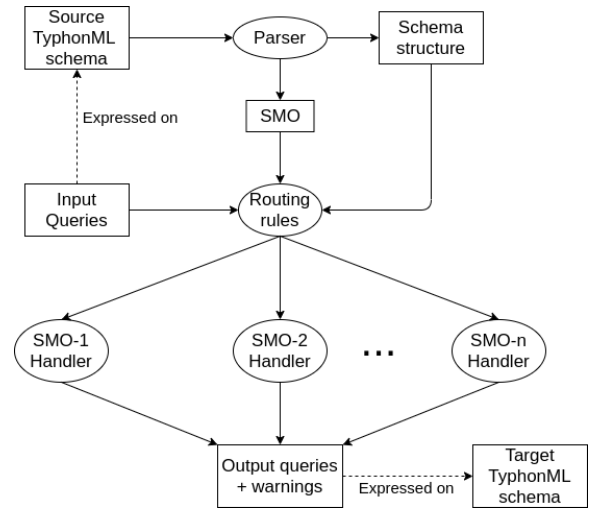 Source
TyphonML
schema
Parser
Schema
structure
Expressed on
SMO
Input
Queries
Routing
rules
SMO-1
Handler
SMO-2
Handler
...
SMO-n
Handler
Output queries
+ warnings
Expressed on
Target
TyphonML
schema